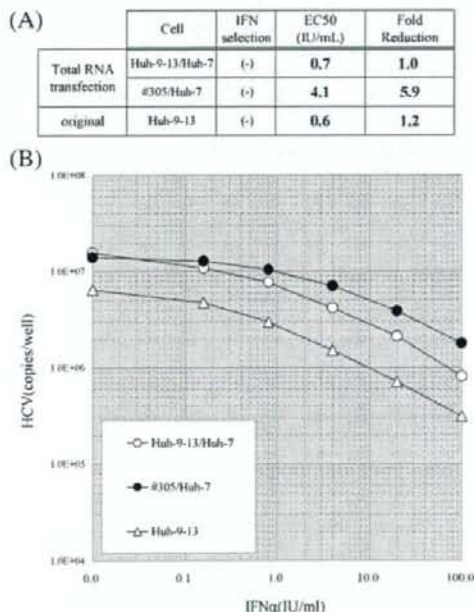 (A)
Cell IFN selection EC50 (IU/mL) Fold Reduction
Total RNA transfection Huh-9-13/Huh-7 (-) 0.7 1.0
#305/Huh-7 (-) 4.1 5.9
original Huh-9-13 (-) 0.6 1.2
(B)
1.0E+08
1.0E+07
1.0E+06
1.0E+05
1.0E+04
HCV(copies/well)
Huh-9-13/Huh-7
#305/Huh-7
Huh-9-13
0.0 0.1 1.0 10.0 100.0
IFNα(IU/ml)